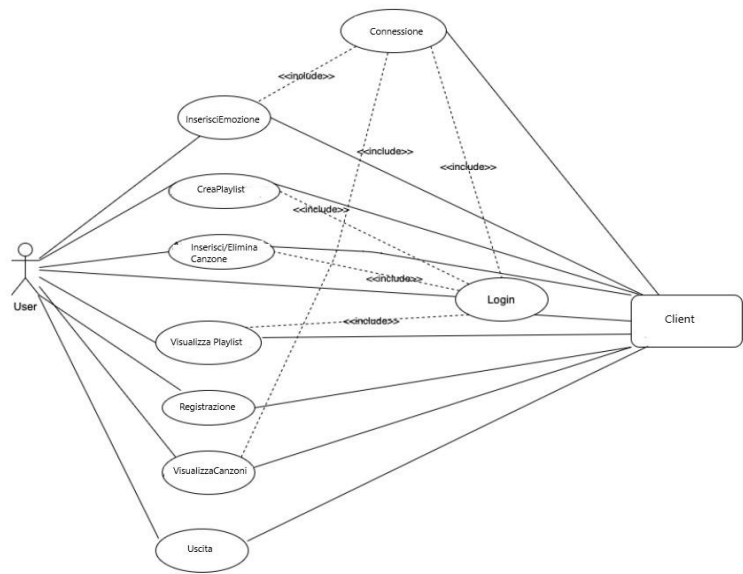 Connessione
<<include>>
InserisciEmozione
<<include>>
<<include>>
CreaPlaylist
<<include>>
Inserisci/Elimina
Canzone
<<include>>
User
Login
<<include>>
Client
Visualizza Playlist
Registrazione
VisualizzaCanzoni
Uscita